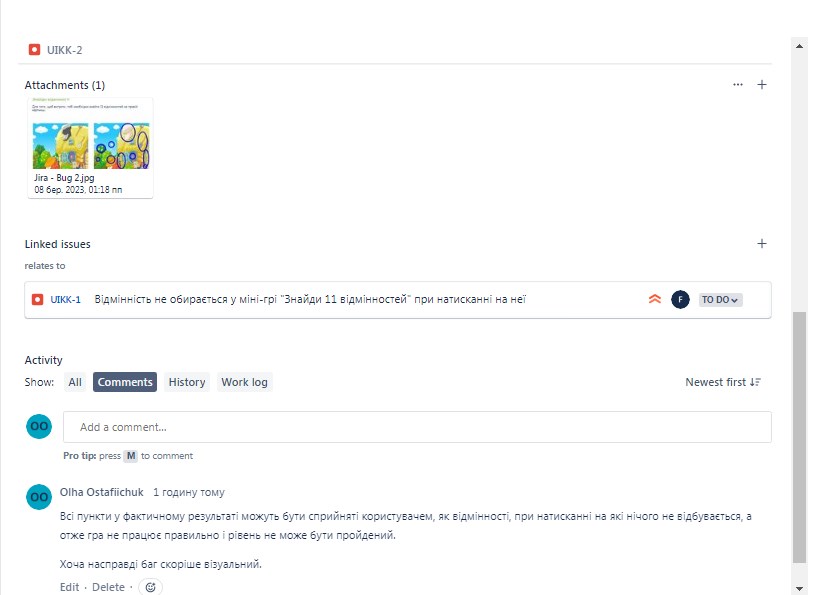 UIKK-2
Attachments (1)
Jira - Bug 2.jpg
08 бер. 2023, 01:18 пп
Linked issues
relates to
UIKK-1 Відмінність не обирається у міні-грі "Знайди 11 відмінностей" при натисканні на неї F TO DO
Activity
Show: All Comments History Work log Newest first
OO Add a comment...
Pro tip: press M to comment
OO Olha Ostafiichuk 1 годину тому
Всі пункти у фактичному результаті можуть бути сприйняті користувачем, як відмінності, при натисканні на які нічого не відбувається, а
отже гра не працює правильно і рівень не може бути пройдений.
Хоча насправді баг скоріше візуальний.
Edit · Delete ·